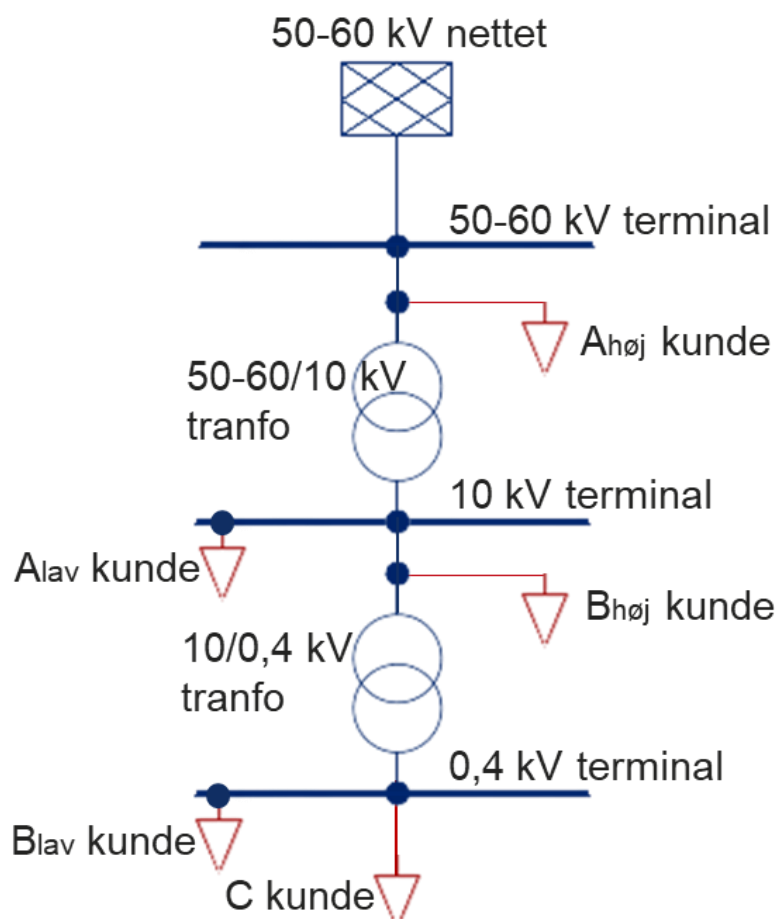 50-60 kV nettet
50-60 kV terminal
Ahøj kunde
50-60/10 kV
tranfo
10 kV terminal
Alav kunde
Bhøj kunde
10/0,4 kV
tranfo
0,4 kV terminal
Blav kunde
C kunde